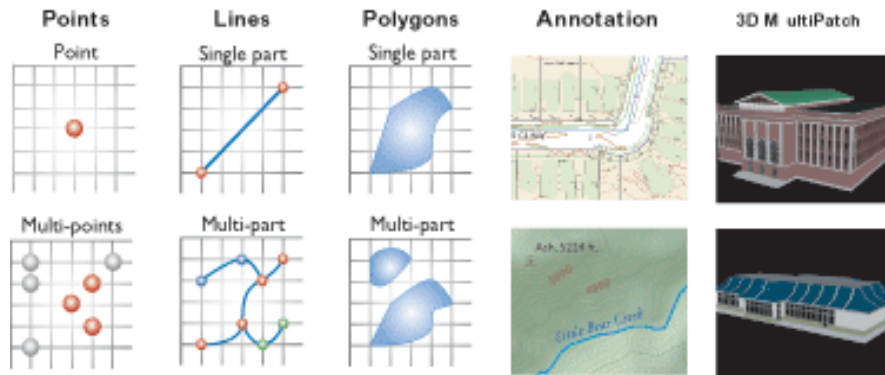 Points
Lines
Polygons
Annotation
3D M ultiPatch
Point
Single part
Single part
Multi-points
Multi-part
Multi-part
Little Bear Creek